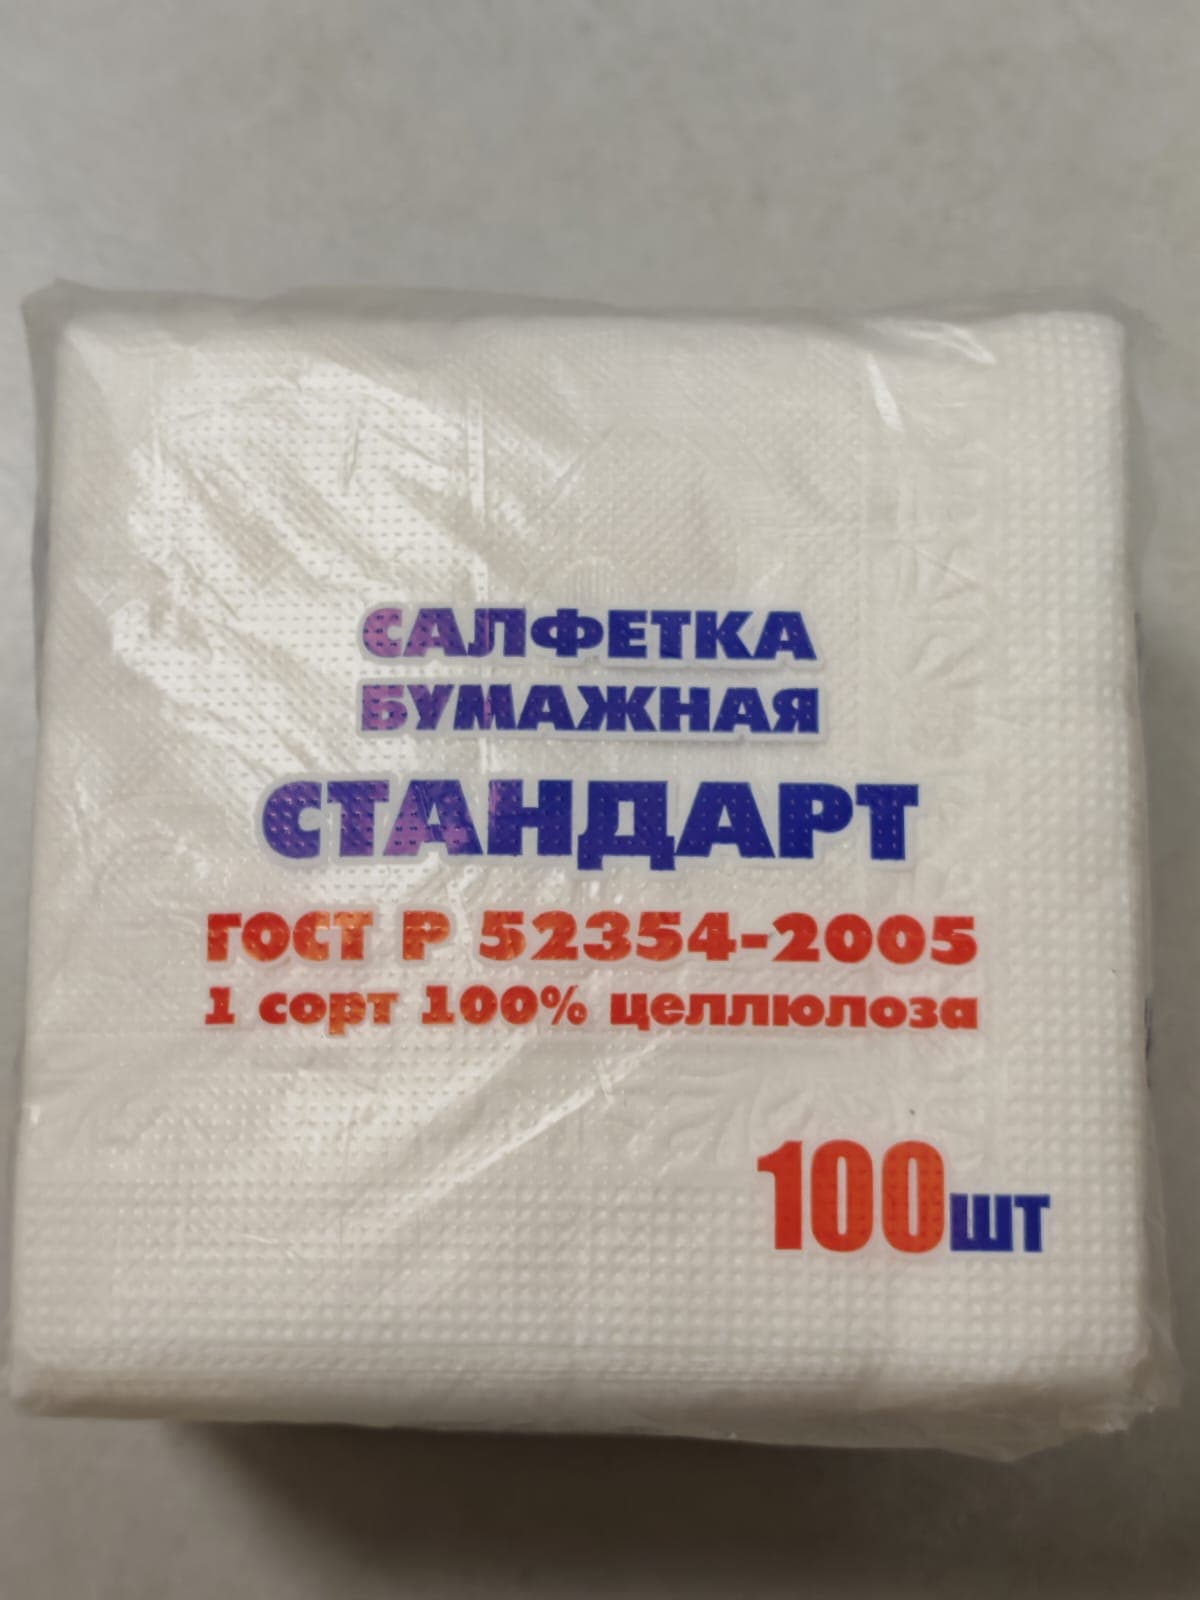 САЛФЕТКА
БУМАЖНАЯ
СТАНДАРТ
ГОСТ Р 52354-2005
1 сорт 100% целлюлоза
100шт